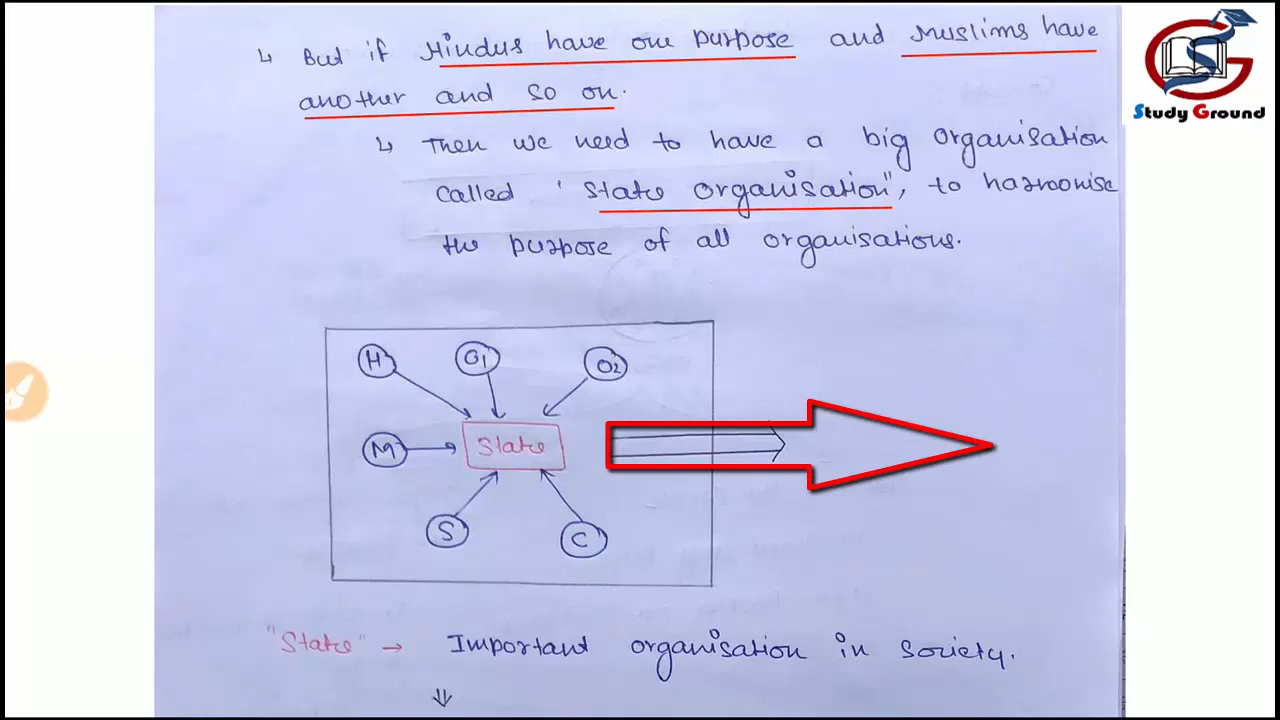 ↳ But if Hindus have one purpose and Muslims have
another and so on.
↳ Then we need to have a big organisation
called 'State organisation", to harmonise
the purpose of all organisations.
H O1 O2
M State
S C
"State" → Important organisation in society.
⇓
Study Ground